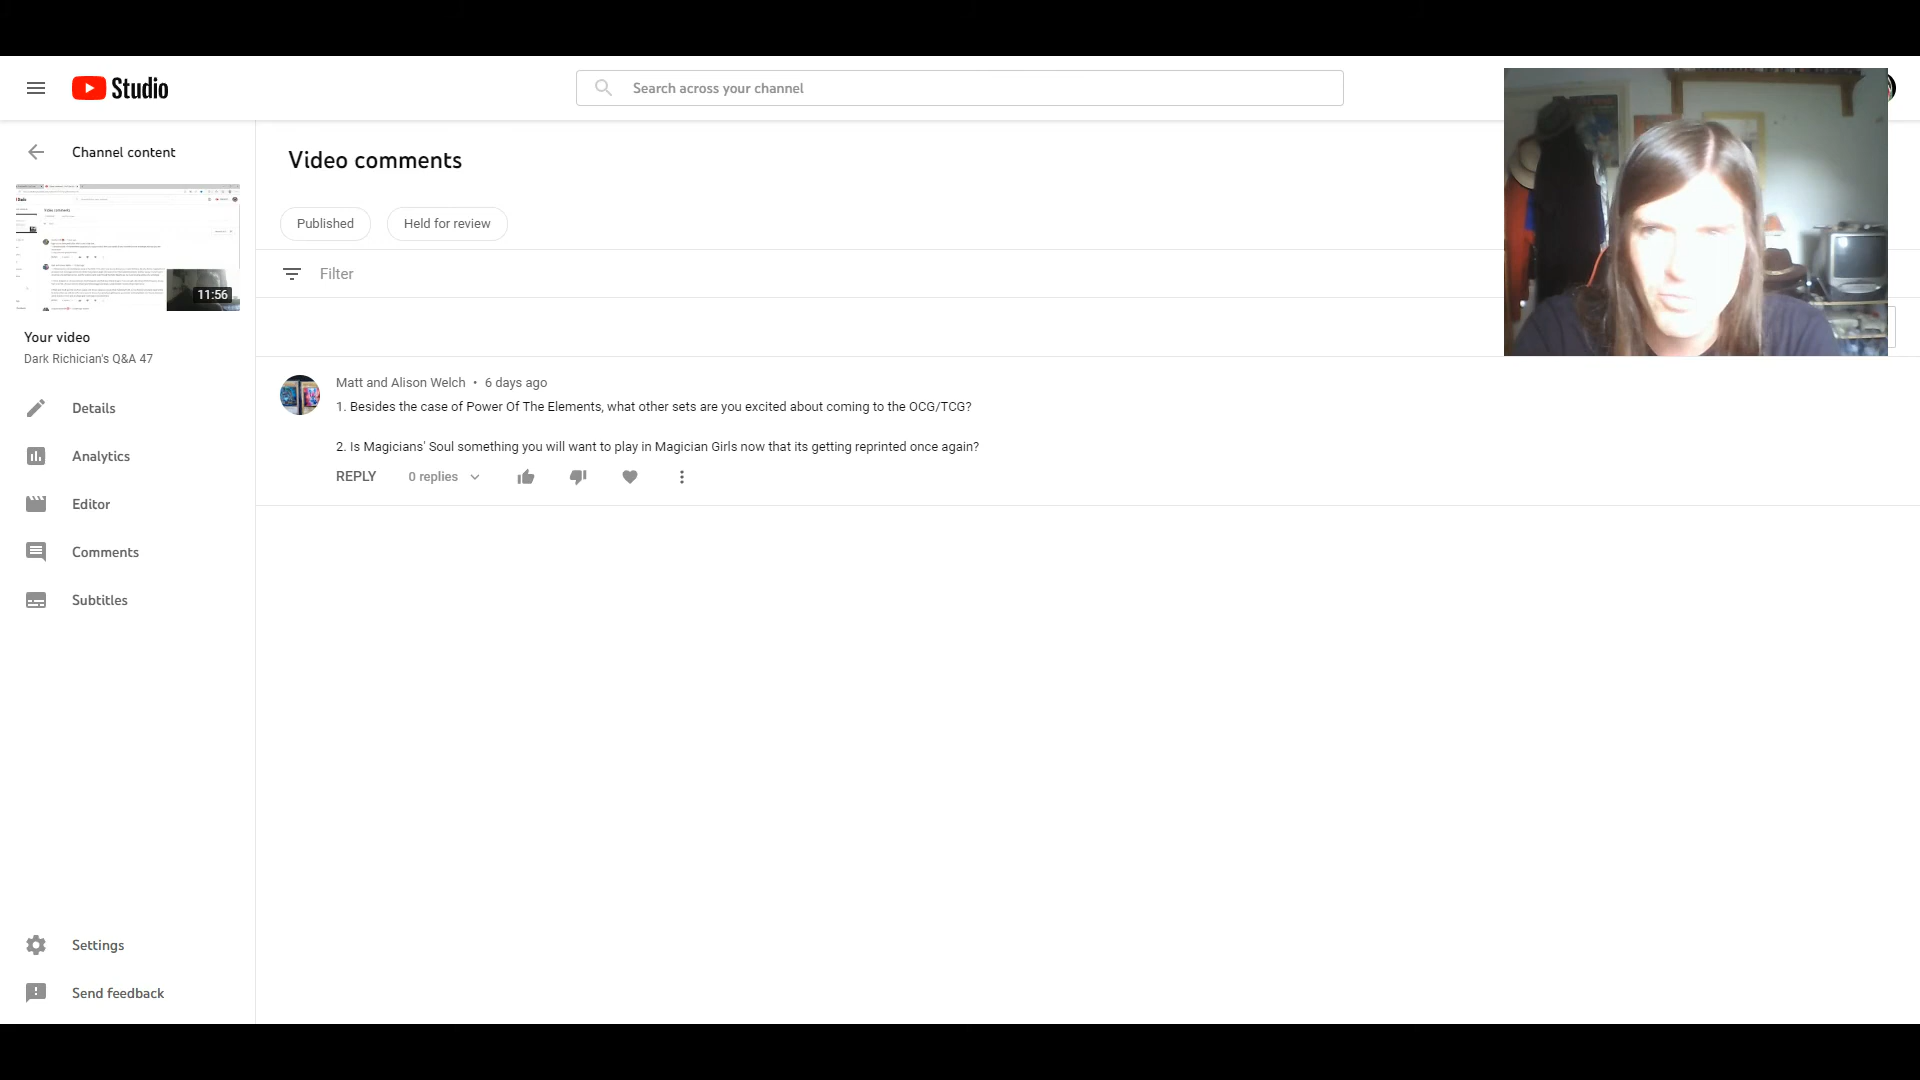 Studio
Search across your channel
Channel content
Video comments
Published
Held for review
Filter
11:56
Your video
Dark Richician's Q&A 47
Matt and Alison Welch • 6 days ago
1. Besides the case of Power Of The Elements, what other sets are you excited about coming to the OCG/TCG?
2. Is Magicians' Soul something you will want to play in Magician Girls now that its getting reprinted once again?
REPLY
0 replies
Details
Analytics
Editor
Comments
Subtitles
Settings
Send feedback